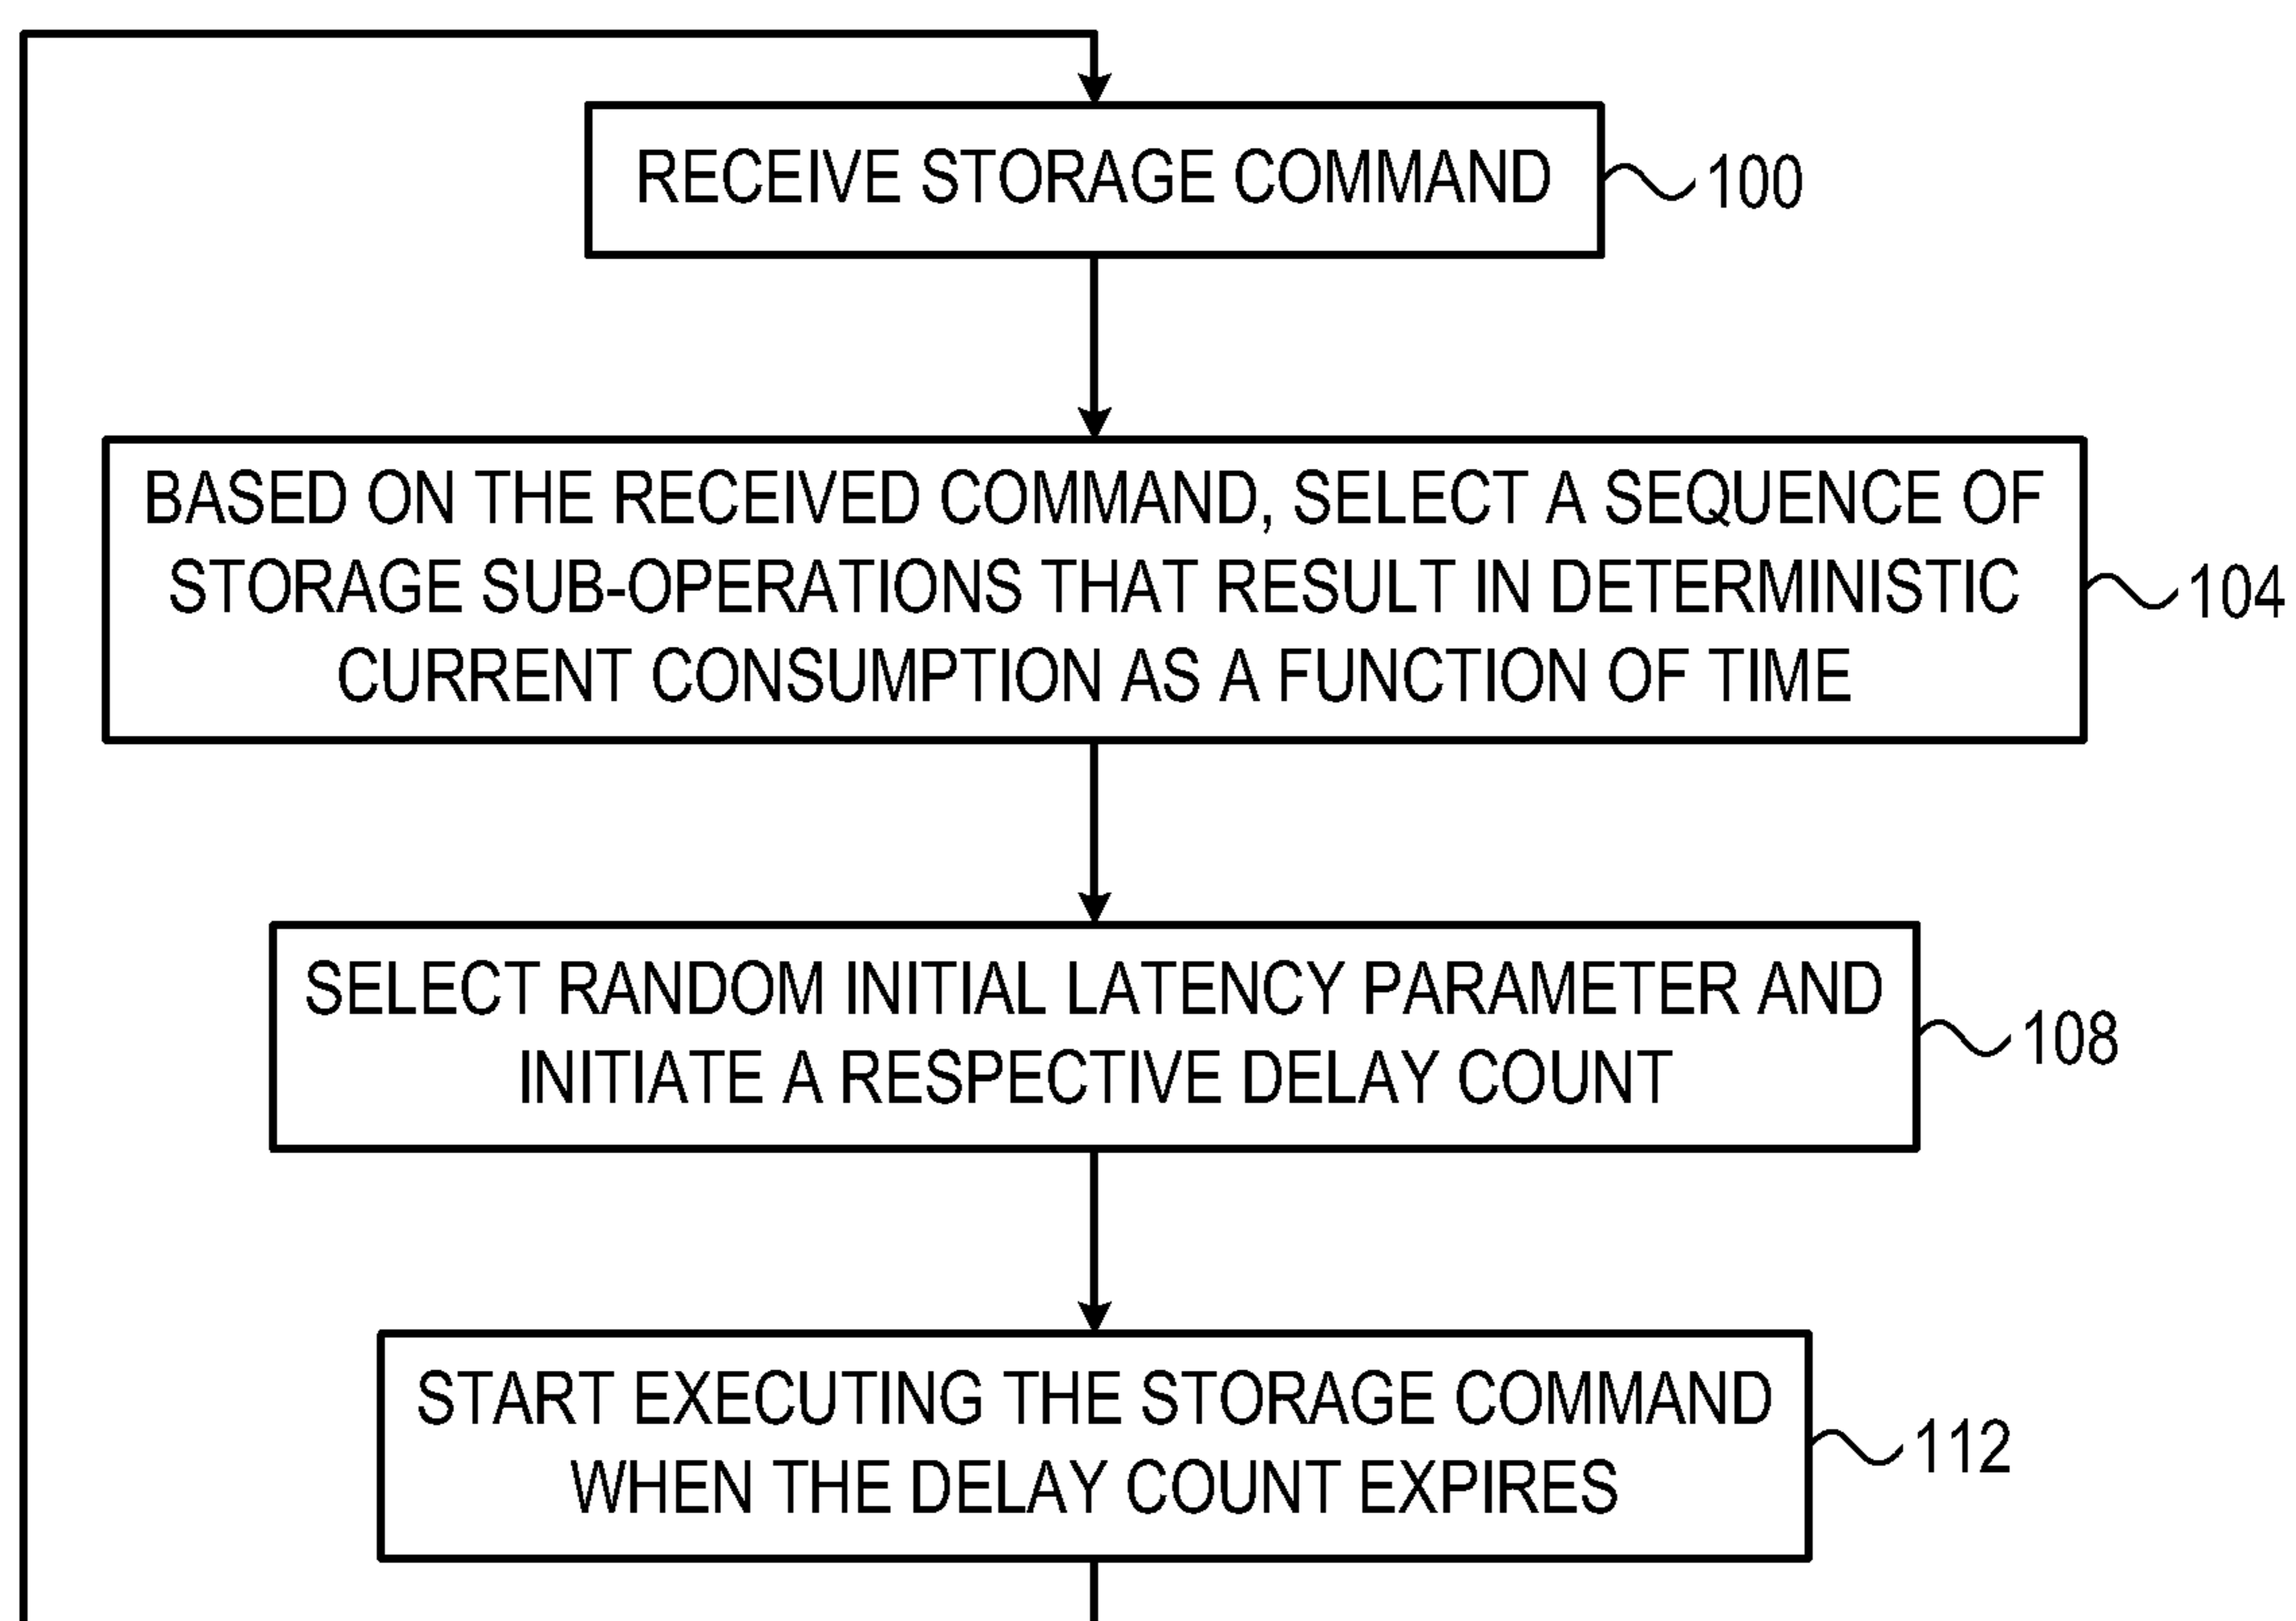 RECEIVE STORAGE COMMAND
100
BASED ON THE RECEIVED COMMAND, SELECT A SEQUENCE OF
STORAGE SUB-OPERATIONS THAT RESULT IN DETERMINISTIC
CURRENT CONSUMPTION AS A FUNCTION OF TIME
104
SELECT RANDOM INITIAL LATENCY PARAMETER AND
INITIATE A RESPECTIVE DELAY COUNT
108
START EXECUTING THE STORAGE COMMAND
WHEN THE DELAY COUNT EXPIRES
112